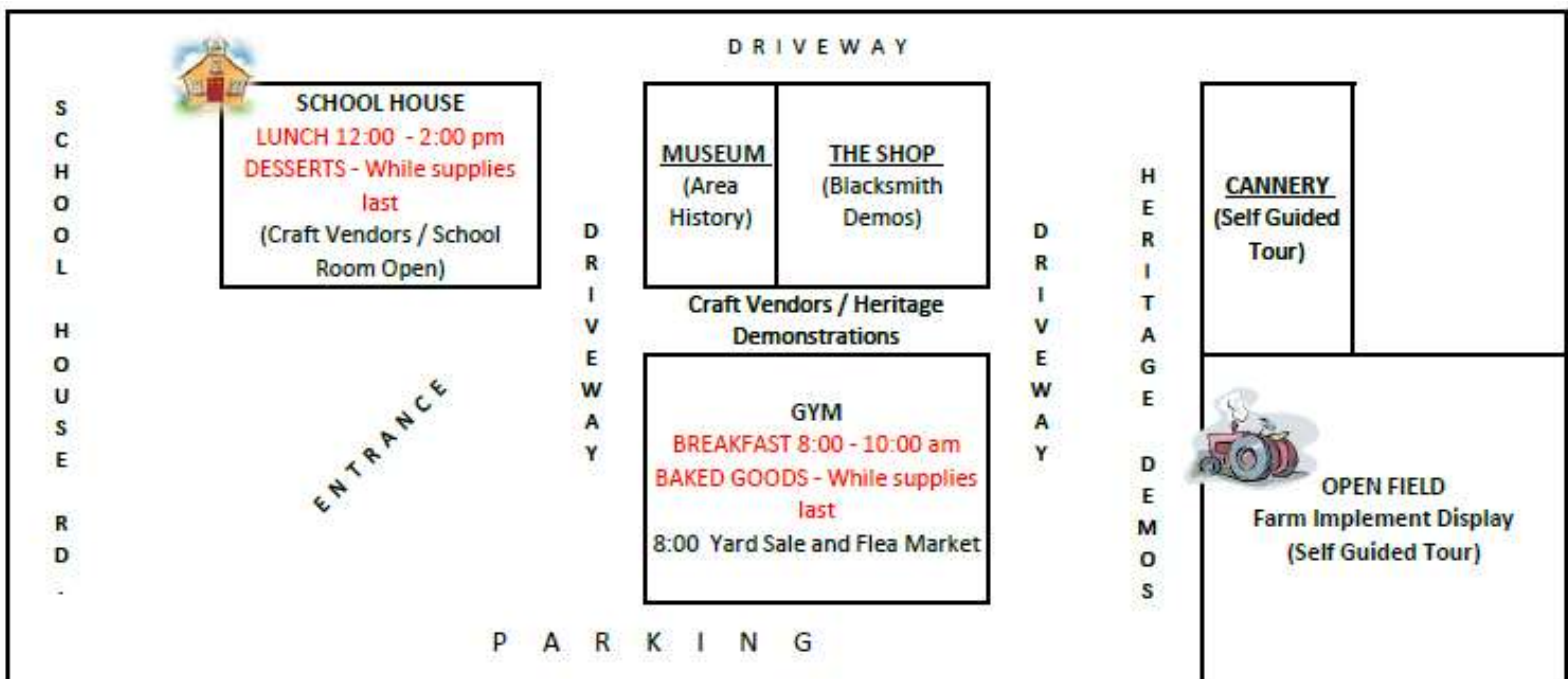 DRIVEWAY
SCHOOL HOUSE RD.
SCHOOL HOUSE
LUNCH 12:00 - 2:00 pm
DESSERTS - While supplies
last
(Craft Vendors / School
Room Open)
ENTRANCE
DRIVEWAY
MUSEUM
(Area
History)
THE SHOP
(Blacksmith
Demos)
Craft Vendors / Heritage
Demonstrations
GYM
BREAKFAST 8:00 - 10:00 am
BAKED GOODS - While supplies
last
8:00 Yard Sale and Flea Market
DRIVEWAY
HERITAGE DEMOS
CANNERY
(Self Guided
Tour)
OPEN FIELD
Farm Implement Display
(Self Guided Tour)
PARKING